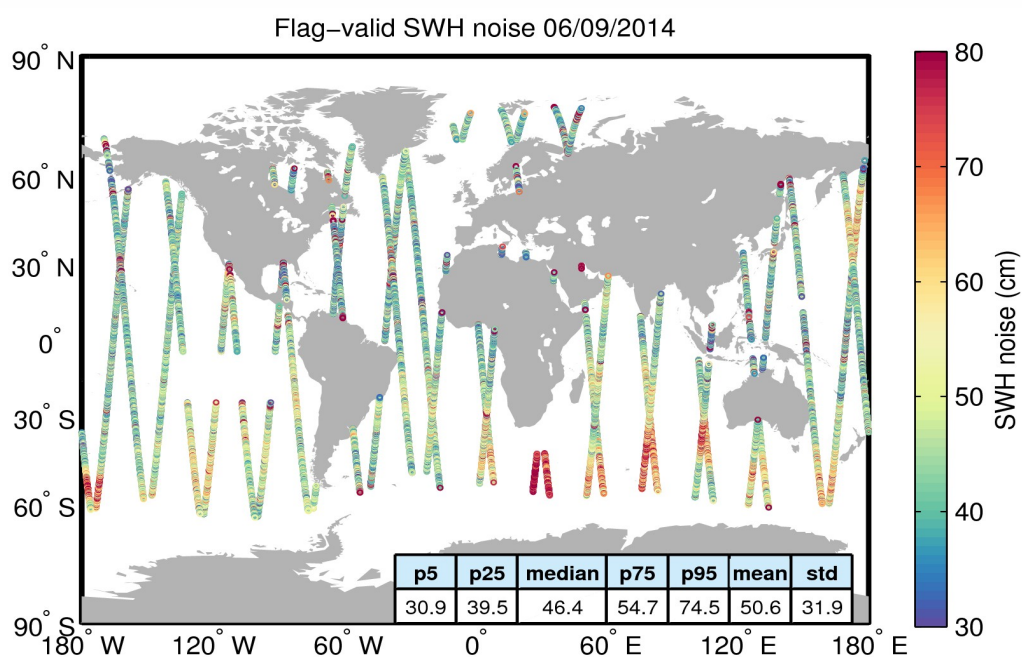 Flag−valid SWH noise 06/09/2014
90° N
60° N
30° N
0°
30° S
60° S
90° S
180° W
120° W
60° W
0°
60° E
120° E
180° E
p5 p25 median p75 p95 mean std
30.9 39.5 46.4 54.7 74.5 50.6 31.9
80
70
60
50
40
30
SWH noise (cm)